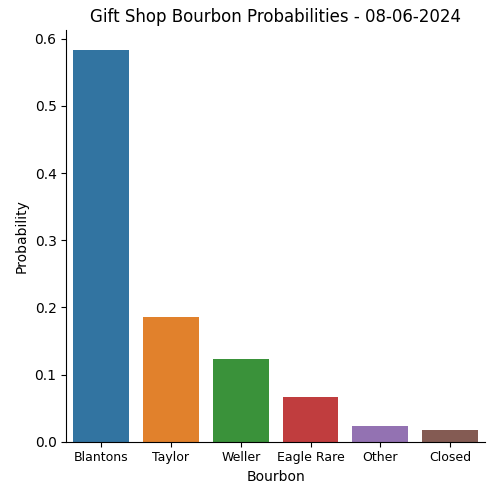 Gift Shop Bourbon Probabilities - 08-06-2024
0.6
0.5
0.4
0.3
0.2
0.1
0.0
Probability
Blantons Taylor Weller Eagle Rare Other Closed
Bourbon